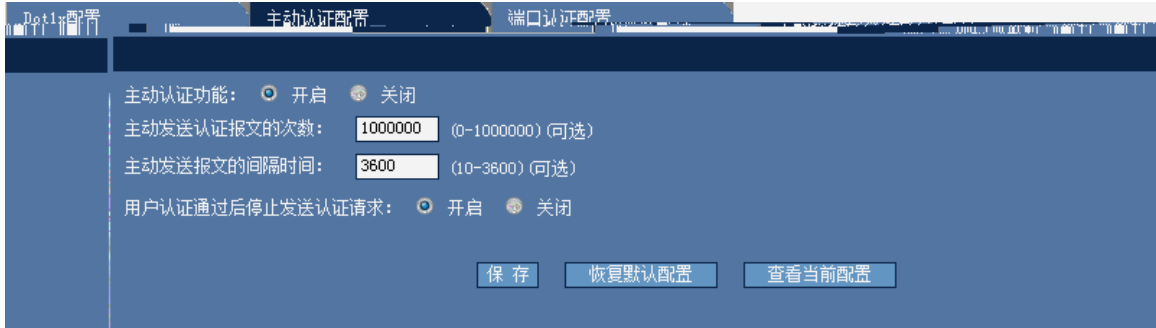 Dot1x配置 主动认证配置 端口认证配置
主动认证功能： 开启 关闭
主动发送认证报文的次数： 1000000 (0-1000000)(可选)
主动发送报文的间隔时间： 3600 (10-3600)(可选)
用户认证通过后停止发送认证请求： 开启 关闭
保 存 恢复默认配置 查看当前配置